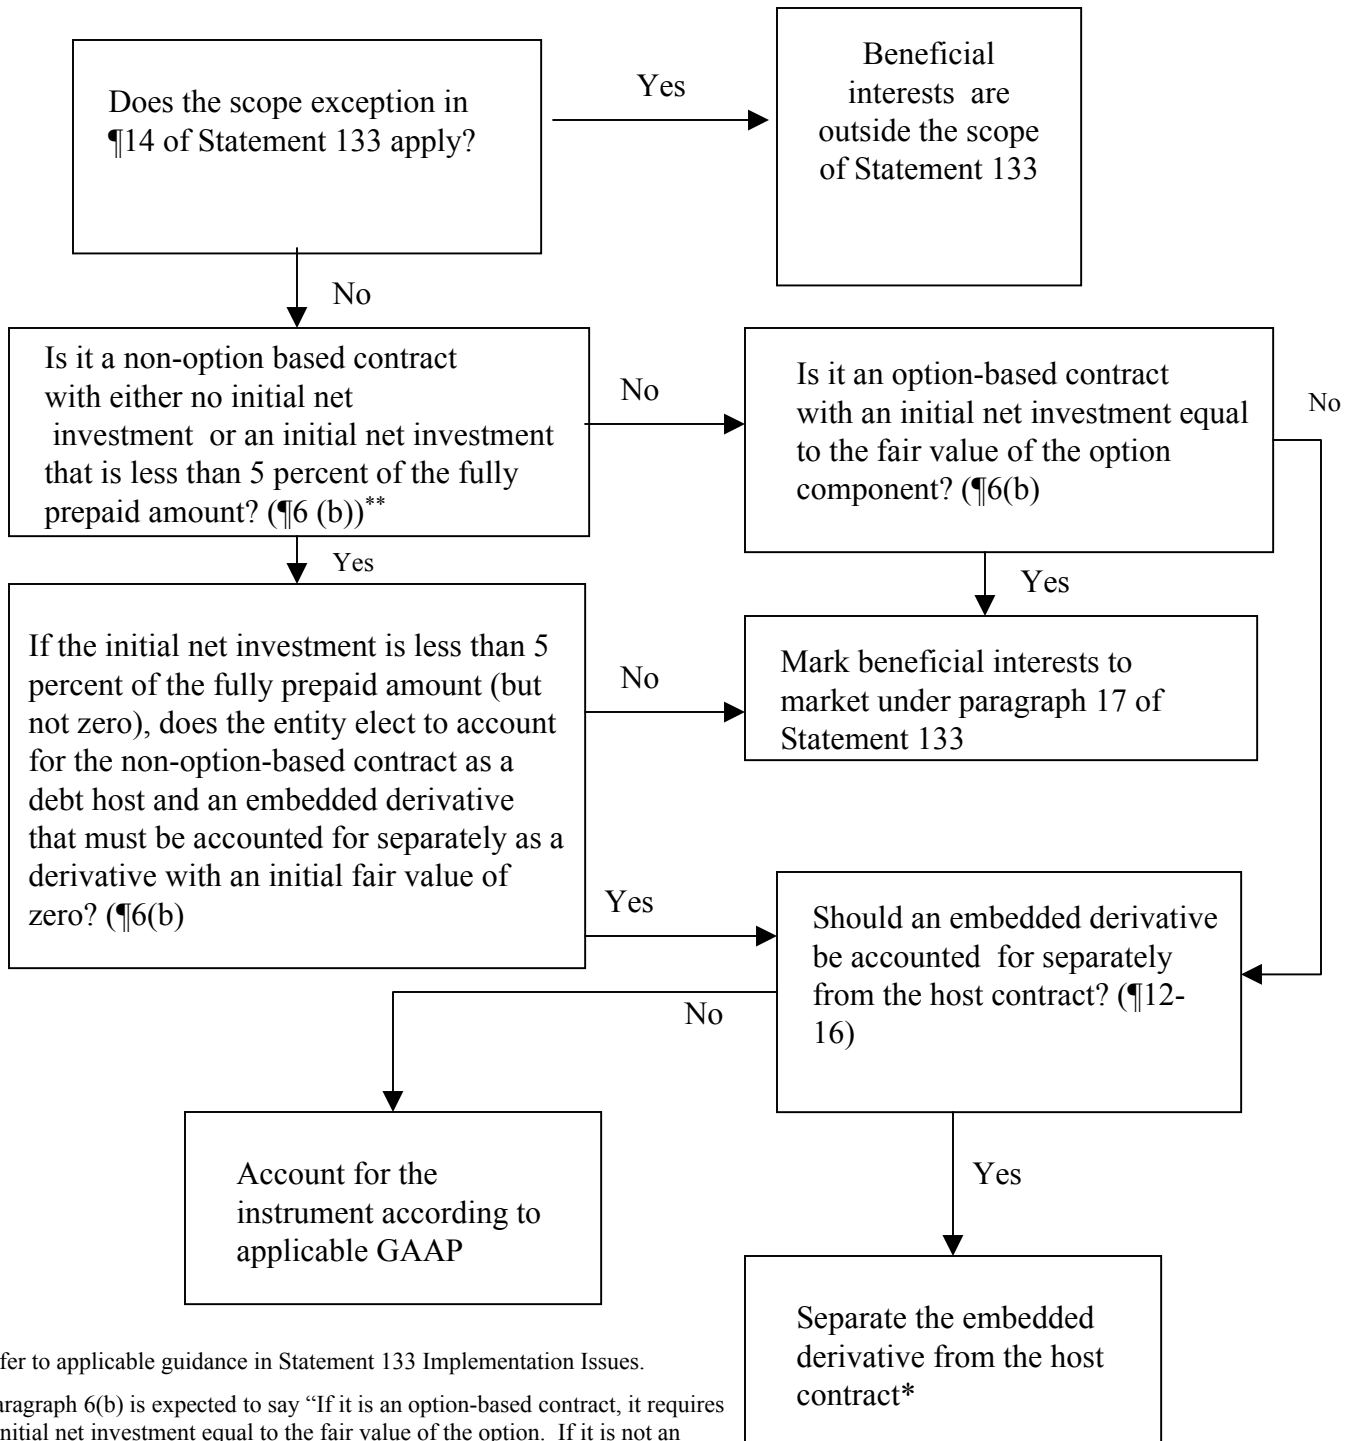 Does the scope exception in
¶14 of Statement 133 apply?
Yes
Beneficial
interests are
outside the scope
of Statement 133
No
Is it a non-option based contract
with either no initial net
investment or an initial net investment
that is less than 5 percent of the fully
prepaid amount? (¶6 (b))**
No
Is it an option-based contract
with an initial net investment equal
to the fair value of the option
component? (¶6(b)
No
Yes
Yes
If the initial net investment is less than 5
percent of the fully prepaid amount (but
not zero), does the entity elect to account
for the non-option-based contract as a
debt host and an embedded derivative
that must be accounted for separately as a
derivative with an initial fair value of
zero? (¶6(b)
No
Mark beneficial interests to
market under paragraph 17 of
Statement 133
Yes
Should an embedded derivative
be accounted for separately
from the host contract? (¶12-
16)
No
Account for the
instrument according to
applicable GAAP
Yes
Separate the embedded
derivative from the host
contract*
fer to applicable guidance in Statement 133 Implementation Issues.
aragraph 6(b) is expected to say “If it is an option-based contract, it requires
nitial net investment equal to the fair value of the option. If it is not an